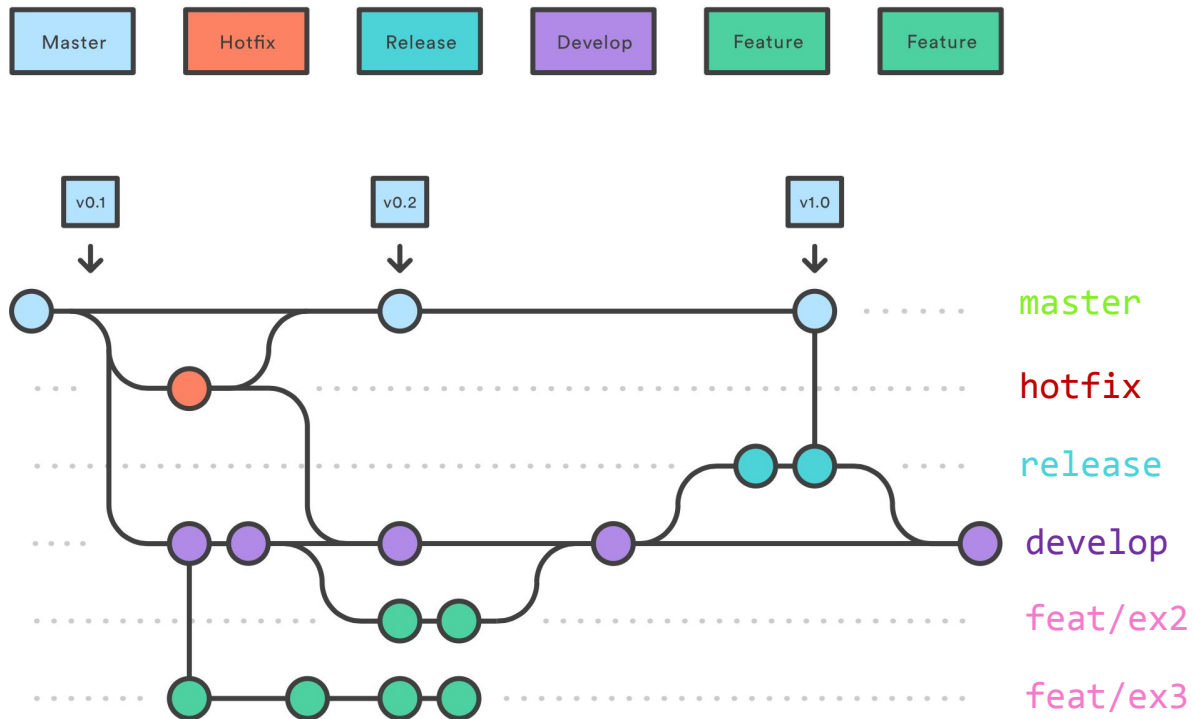 Master
Hotfix
Release
Develop
Feature
Feature
v0.1
v0.2
v1.0
master
hotfix
release
develop
feat/ex2
feat/ex3